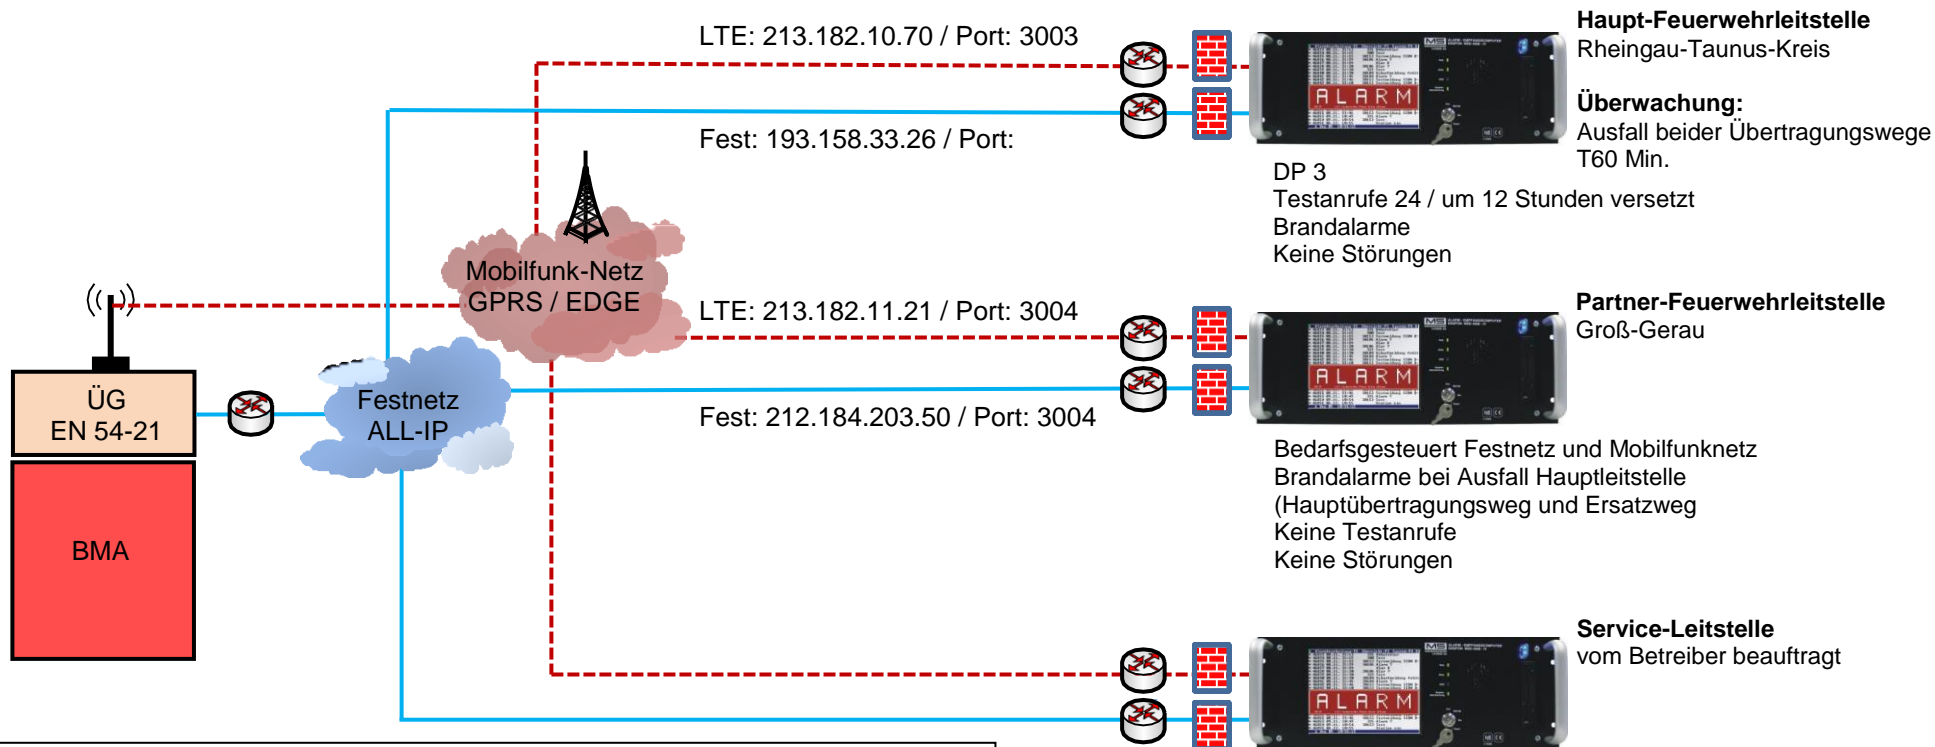 LTE: 213.182.10.70 / Port: 3003
Fest: 193.158.33.26 / Port:
Haupt-Feuerwehrleitstelle
Rheingau-Taunus-Kreis
Überwachung:
Ausfall beider Übertragungswege
T60 Min.
ALARM
DP 3
Testanrufe 24 / um 12 Stunden versetzt
Brandalarme
Keine Störungen
Mobilfunk-Netz
GPRS / EDGE
LTE: 213.182.11.21 / Port: 3004
Fest: 212.184.203.50 / Port: 3004
Partner-Feuerwehrleitstelle
Groß-Gerau
ALARM
Bedarfsgesteuert Festnetz und Mobilfunknetz
Brandalarme bei Ausfall Hauptleitstelle
(Hauptübertragungsweg und Ersatzweg
Keine Testanrufe
Keine Störungen
ÜG
EN 54-21
Festnetz
ALL-IP
BMA
Service-Leitstelle
vom Betreiber beauftragt
ALARM